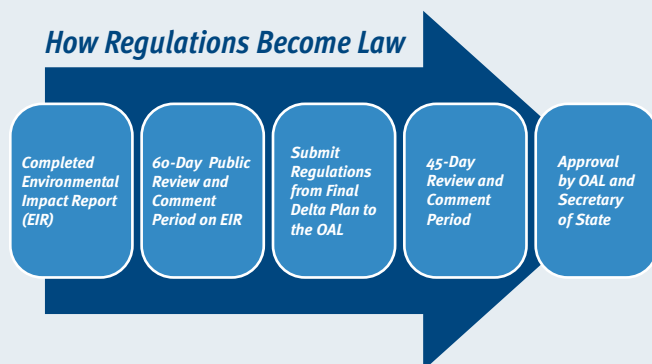 How Regulations Become Law
Completed
Environmental
Impact Report
(EIR)
60-Day Public
Review and
Comment
Period on EIR
Submit
Regulations
from Final
Delta Plan to
the OAL
45-Day
Review and
Comment
Period
Approval
by OAL and
Secretary
of State